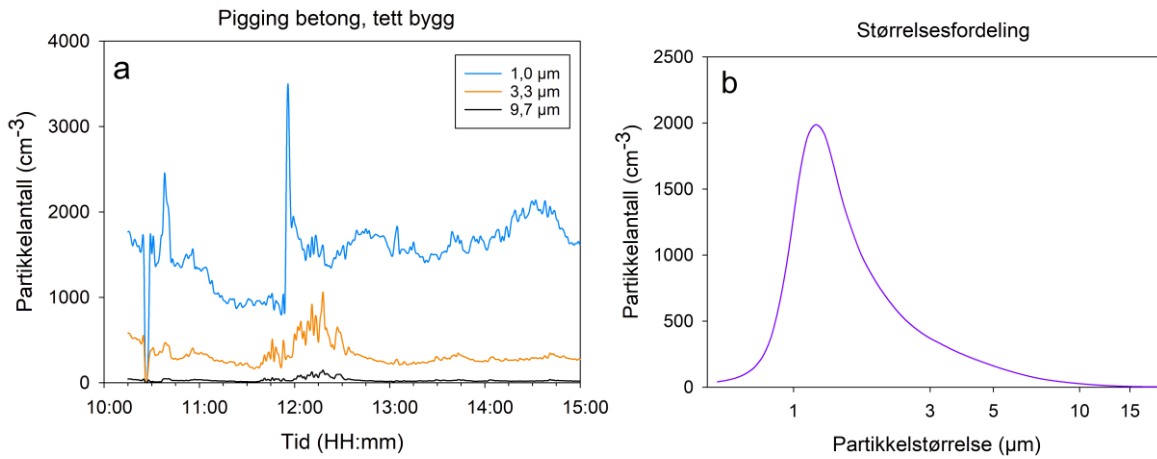 Pigging betong, tett bygg
a
1,0 µm
3,3 µm
9,7 µm
Partikkelantall (cm⁻³)
4000
3000
2000
1000
0
10:00 11:00 12:00 13:00 14:00 15:00
Tid (HH:mm)
Størrelsesfordeling
b
Partikkelantall (cm⁻³)
2500
2000
1500
1000
500
0
1 3 5 10 15
Partikkelstørrelse (µm)